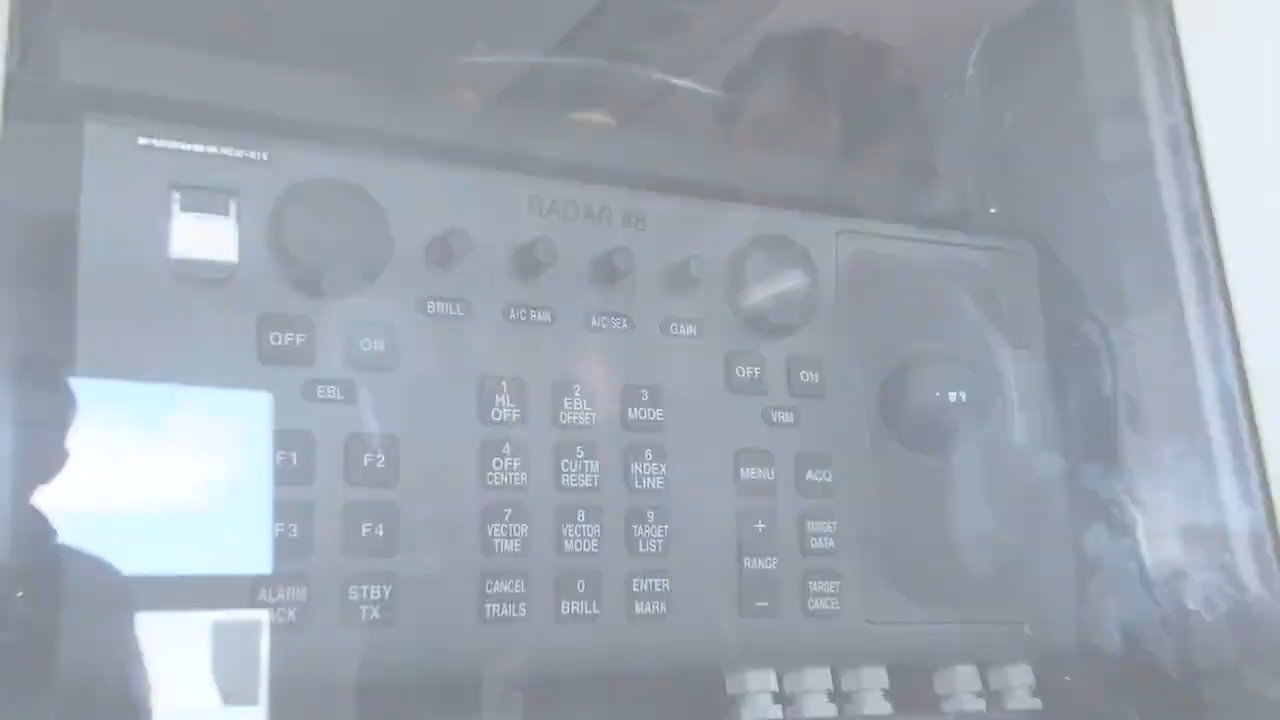 RADAR #8
BRILL
A/C RAIN
A/C SEA
GAIN
OFF
ON
EBL
OFF
ON
VRM
F1
F2
F3
F4
ALARM
ACK
STBY
TX
1
HL
OFF
2
EBL
OFFSET
3
MODE
4
OFF
CENTER
5
CU/TM
RESET
6
INDEX
LINE
7
VECTOR
TIME
8
VECTOR
MODE
9
TARGET
LIST
CANCEL
TRAILS
0
BRILL
ENTER
MARK
MENU
ACQ
+
RANGE
–
TARGET
DATA
TARGET
CANCEL